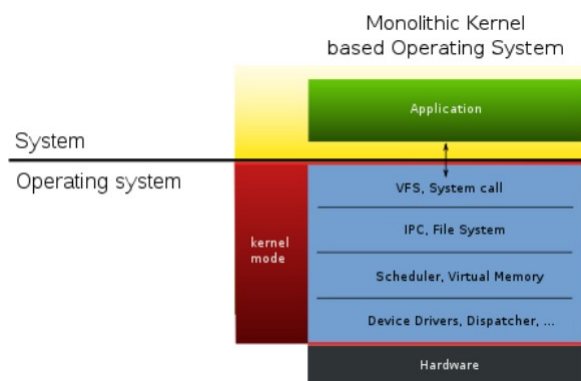 Monolithic Kernel
based Operating System
Application
System
Operating system
VFS, System call
kernel
mode
IPC, File System
Scheduler, Virtual Memory
Device Drivers, Dispatcher, ...
Hardware